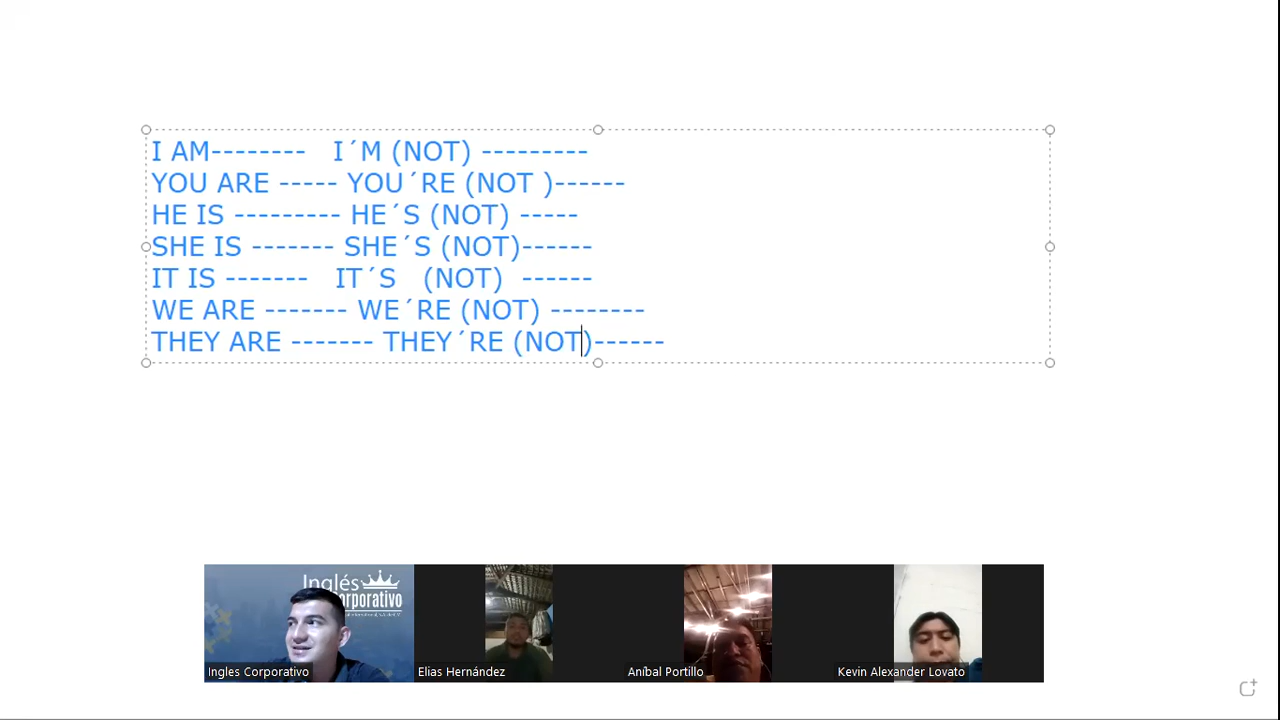 I AM-------- I´M (NOT) ---------
YOU ARE ----- YOU´RE (NOT )------
HE IS --------- HE´S (NOT) -----
SHE IS ------- SHE´S (NOT)------
IT IS ------- IT´S (NOT) ------
WE ARE ------- WE´RE (NOT) --------
THEY ARE ------- THEY´RE (NOT)------
Inglés
Corporativo
Ingles Corporativo
Elias Hernández
Aníbal Portillo
Kevin Alexander Lovato